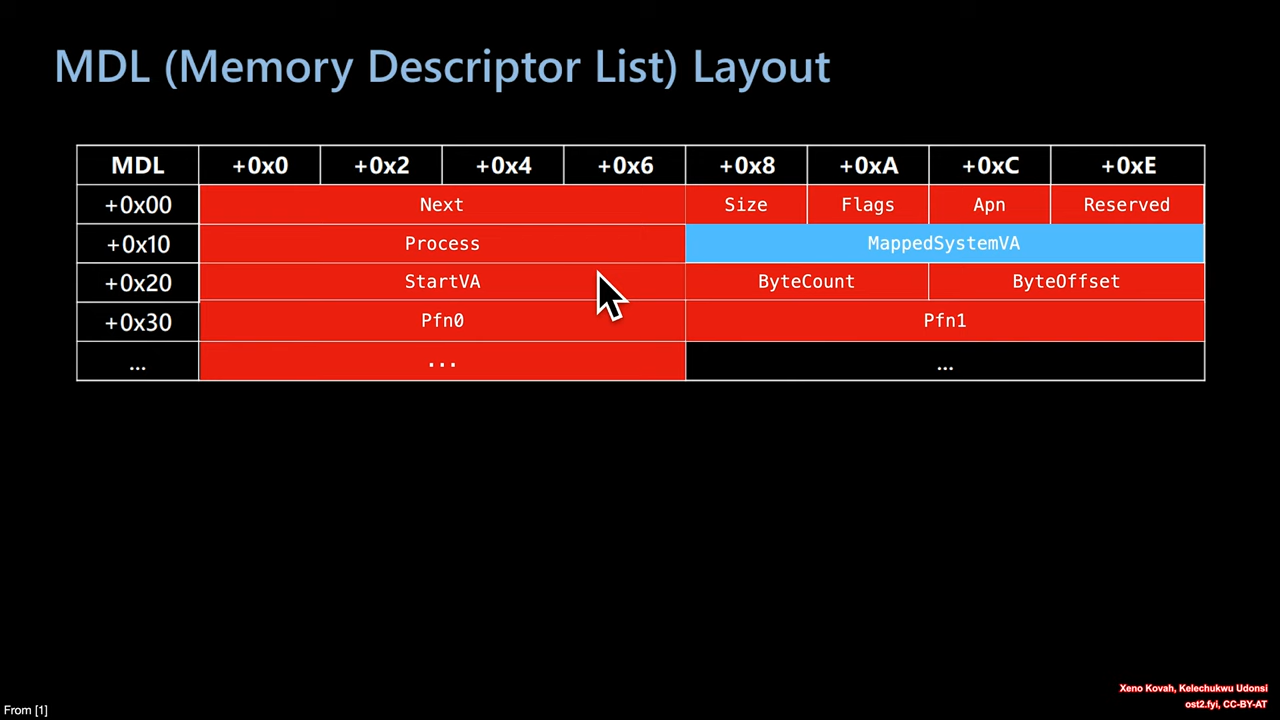 MDL (Memory Descriptor List) Layout
MDL +0x0 +0x2 +0x4 +0x6 +0x8 +0xA +0xC +0xE
+0x00 Next Size Flags Apn Reserved
+0x10 Process MappedSystemVA
+0x20 StartVA ByteCount ByteOffset
+0x30 Pfn0 Pfn1
... ... ...
Xeno Kovah, Kelechukwu Udonsi
ost2.fyi, CC-BY-AT
From [1]